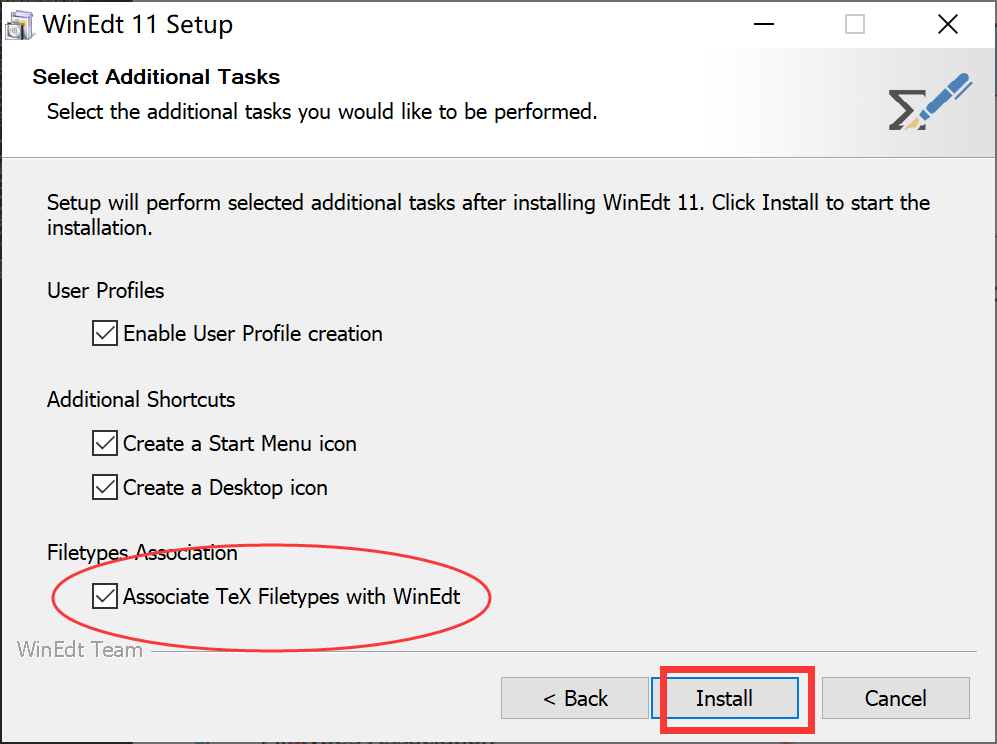 WinEdt 11 Setup
Select Additional Tasks
Select the additional tasks you would like to be performed.
Setup will perform selected additional tasks after installing WinEdt 11. Click Install to start the
installation.
User Profiles
Enable User Profile creation
Additional Shortcuts
Create a Start Menu icon
Create a Desktop icon
Filetypes Association
Associate TeX Filetypes with WinEdt
WinEdt Team
< Back
Install
Cancel